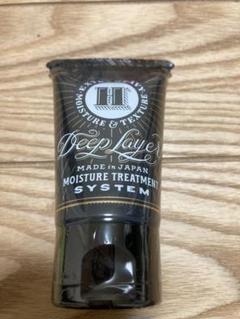 H
MOISTURE & TEXTURE
Deep Layer
MADE IN JAPAN
MOISTURE TREATMENT
SYSTEM